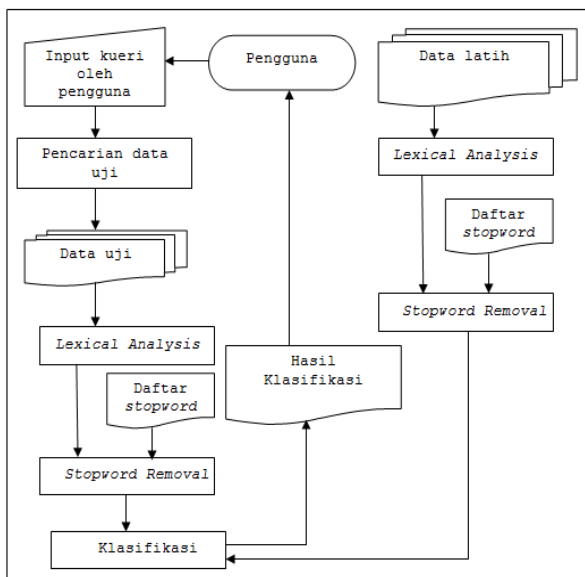 Input kueri
oleh
pengguna
Pengguna
Data latih
Pencarian data
uji
Lexical Analysis
Daftar
stopword
Data uji
Stopword Removal
Lexical Analysis
Hasil
Klasifikasi
Daftar
stopword
Stopword Removal
Klasifikasi